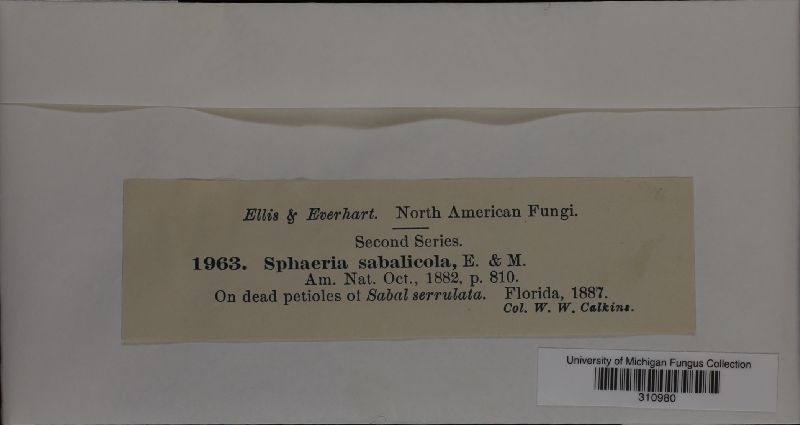 Ellis & Everhart. North American Fungi.
Second Series.
1963. Sphaeria sabalicola, E. & M.
Am. Nat. Oct., 1882, p. 810.
On dead petioles of Sabal serrulata. Florida, 1887.
Col. W. W. Calkins.
University of Michigan Fungus Collection
310980